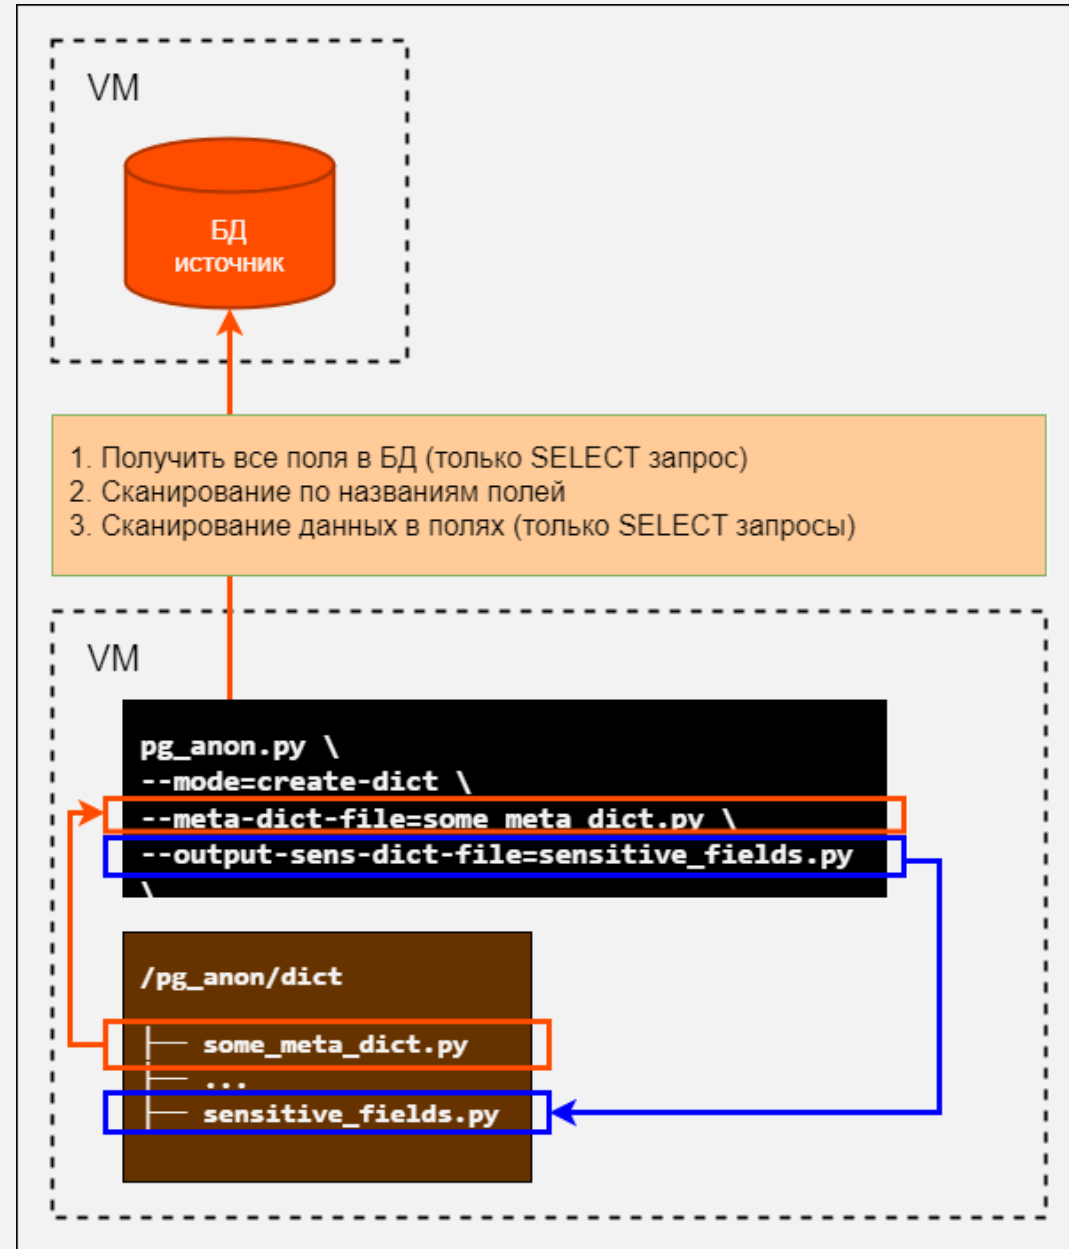 VM
БД
источник
1. Получить все поля в БД (только SELECT запрос)
2. Сканирование по названиям полей
3. Сканирование данных в полях (только SELECT запросы)
VM
pg_anon.py \
--mode=create-dict \
--meta-dict-file=some_meta_dict.py \
--output-sens-dict-file=sensitive_fields.py
\
/pg_anon/dict
├── some_meta_dict.py
├── ...
├── sensitive_fields.py